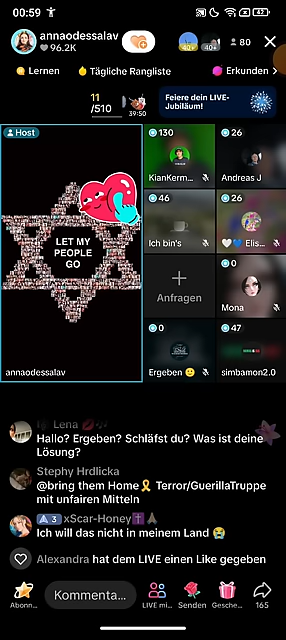 00:59
42
annaodessalav
96.2K
40+
40+
80
Lernen
Tägliche Rangliste
Erkunden
11
/510
39:50
Feiere dein LIVE-
Jubiläum!
Host
LET MY
PEOPLE
GO
annaodessalav
130
KianKerm...
26
Andreas J
46
Ich bin's
26
Elis...
Anfragen
0
Mona
0
Ergeben
47
simbamon2.0
Lena
Hallo? Ergeben? Schläfst du? Was ist deine
Lösung?
Stephy Hrdlicka
@bring them Home Terror/GuerillaTruppe
mit unfairen Mitteln
A 3 xScar-Honey
Ich will das nicht in meinem Land
Alexandra hat dem LIVE einen Like gegeben
Abonn...
Kommenta...
LIVE mi...
Senden
Gesche...
165